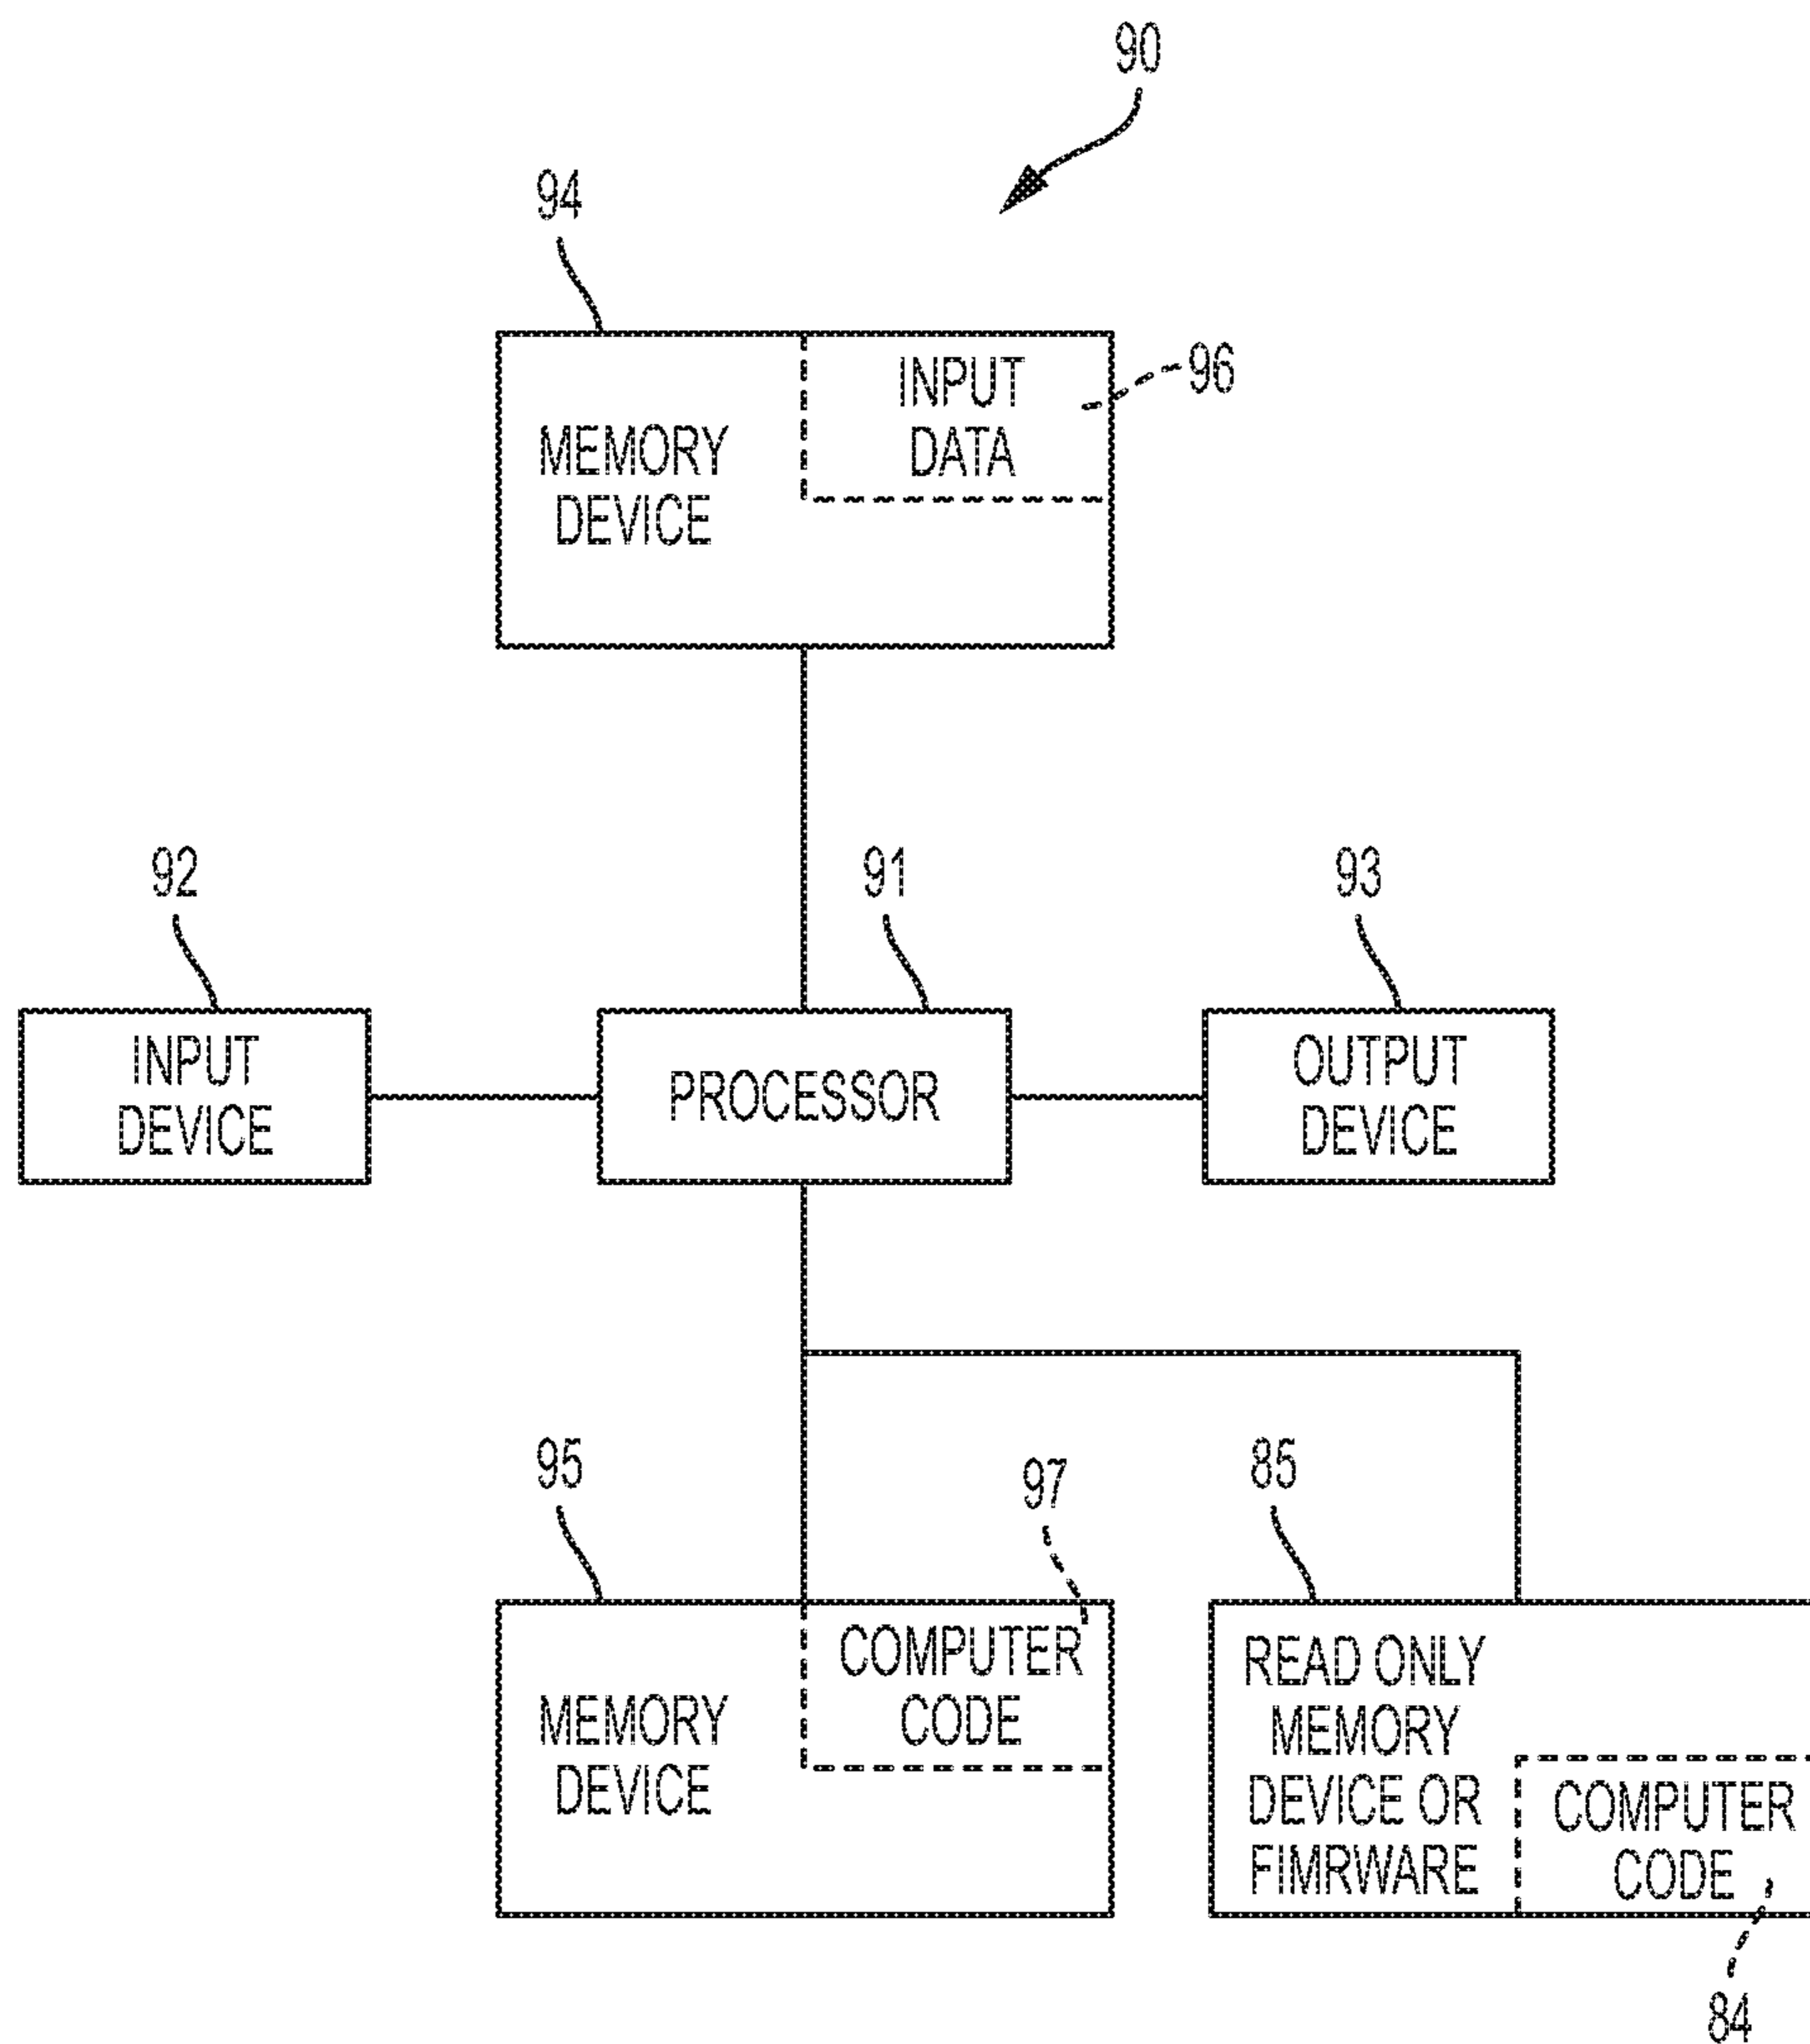 90
94
INPUT
DATA
96
MEMORY
DEVICE
92
91
93
INPUT
DEVICE
PROCESSOR
OUTPUT
DEVICE
95
97
85
COMPUTER
CODE
MEMORY
DEVICE
READ ONLY
MEMORY
DEVICE OR
FIMRWARE
COMPUTER
CODE
84